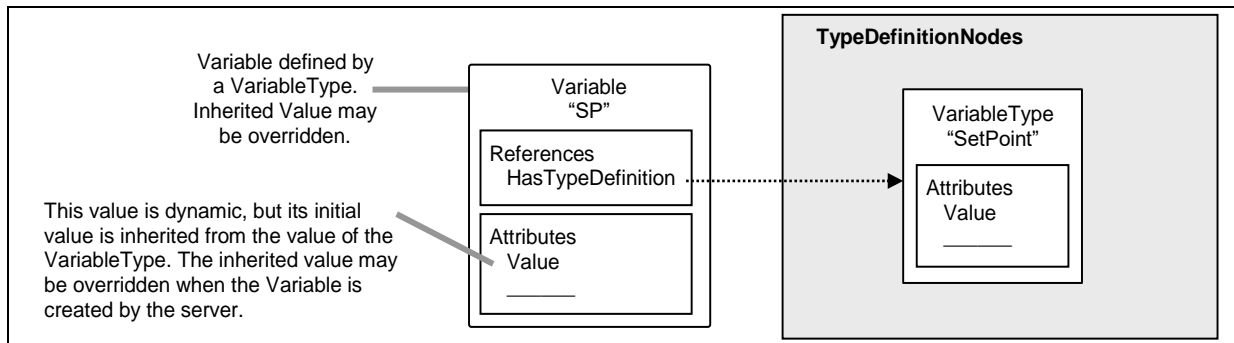 Variable defined by
a VariableType.
Inherited Value may
be overridden.
This value is dynamic, but its initial
value is inherited from the value of the
VariableType. The inherited value may
be overridden when the Variable is
created by the server.
Variable
“SP”
References
HasTypeDefinition
Attributes
Value
TypeDefinitionNodes
VariableType
“SetPoint”
Attributes
Value